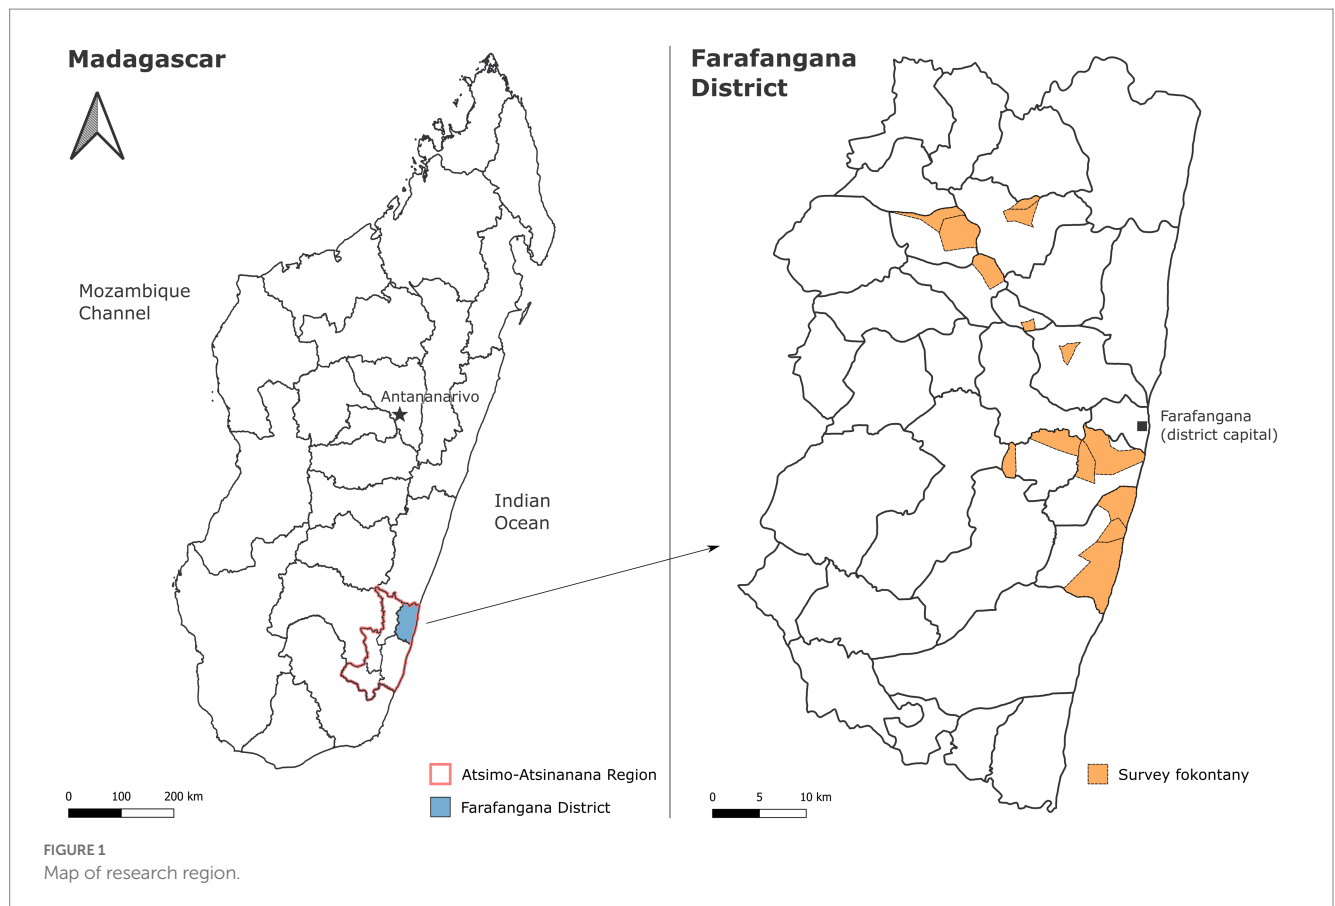 Madagascar
Mozambique
Channel
Antananarivo
Indian
Ocean
0 100 200 km
Atsimo-Atsinanana Region
Farafangana District
Farafangana
District
Farafangana
(district capital)
0 5 10 km
Survey fokontany
FIGURE 1
Map of research region.